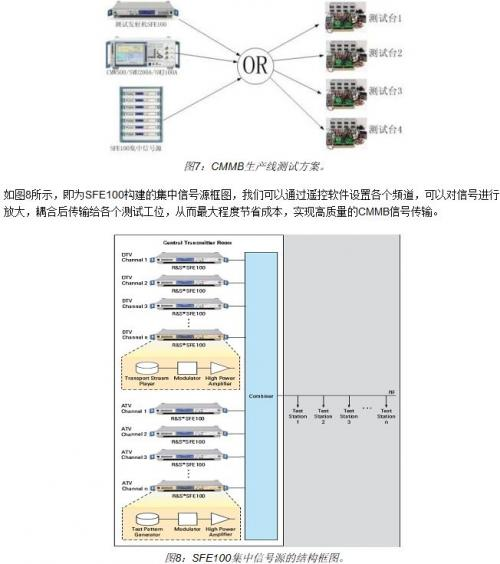 测试发射机SFE100
CMW500/SMU200A/SMJ100A
SFE100集中信号源
OR
测试台1
测试台2
测试台3
测试台4
图7：CMMB生产线测试方案。
如图8所示，即为SFE100构建的集中信号源框图，我们可以通过遥控软件设置各个频道，可以对信号进行
放大，耦合后传输给各个测试工位，从而最大程度节省成本，实现高质量的CMMB信号传输。
Central Transmitter Room
DTV
Channel 1
R&S®SFE100
DTV
Channel 2
R&S®SFE100
DTV
Channel 3
R&S®SFE100
DTV
Channel n
R&S®SFE100
Transport Stream
Player
Modulator
High Power
Amplifier
ATV
Channel 1
R&S®SFE100
ATV
Channel 2
R&S®SFE100
ATV
Channel 3
R&S®SFE100
ATV
Channel n
R&S®SFE100
Test Pattern
Generator
Modulator
High Power
Amplifier
Combiner
RF
Test
Station
1
Test
Station
2
Test
Station
3
Test
Station
n
图8：SFE100集中信号源的结构框图。